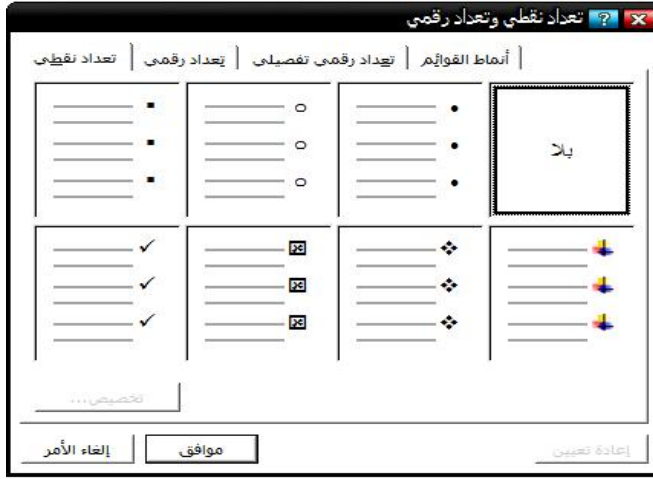 تعداد نقطي وتعداد رقمي
تعداد نقطي تعداد رقمي تعداد رقمي تفصيلي أنماط القوائم
بلا
تخصيص...
إعادة تعيين موافق إلغاء الأمر